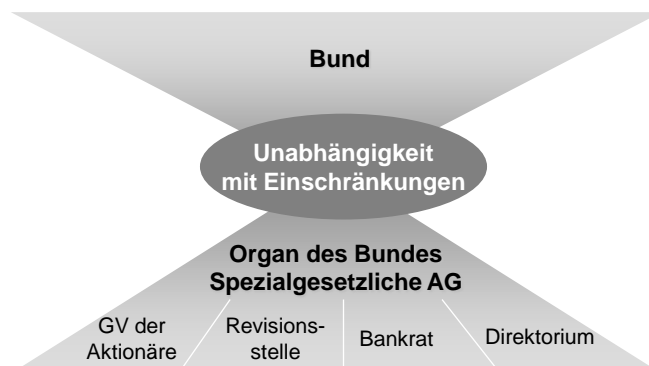 Bund
Unabhängigkeit
mit Einschränkungen
Organ des Bundes
Spezialgesetzliche AG
GV der
Aktionäre
Revisions-
stelle
Bankrat
Direktorium